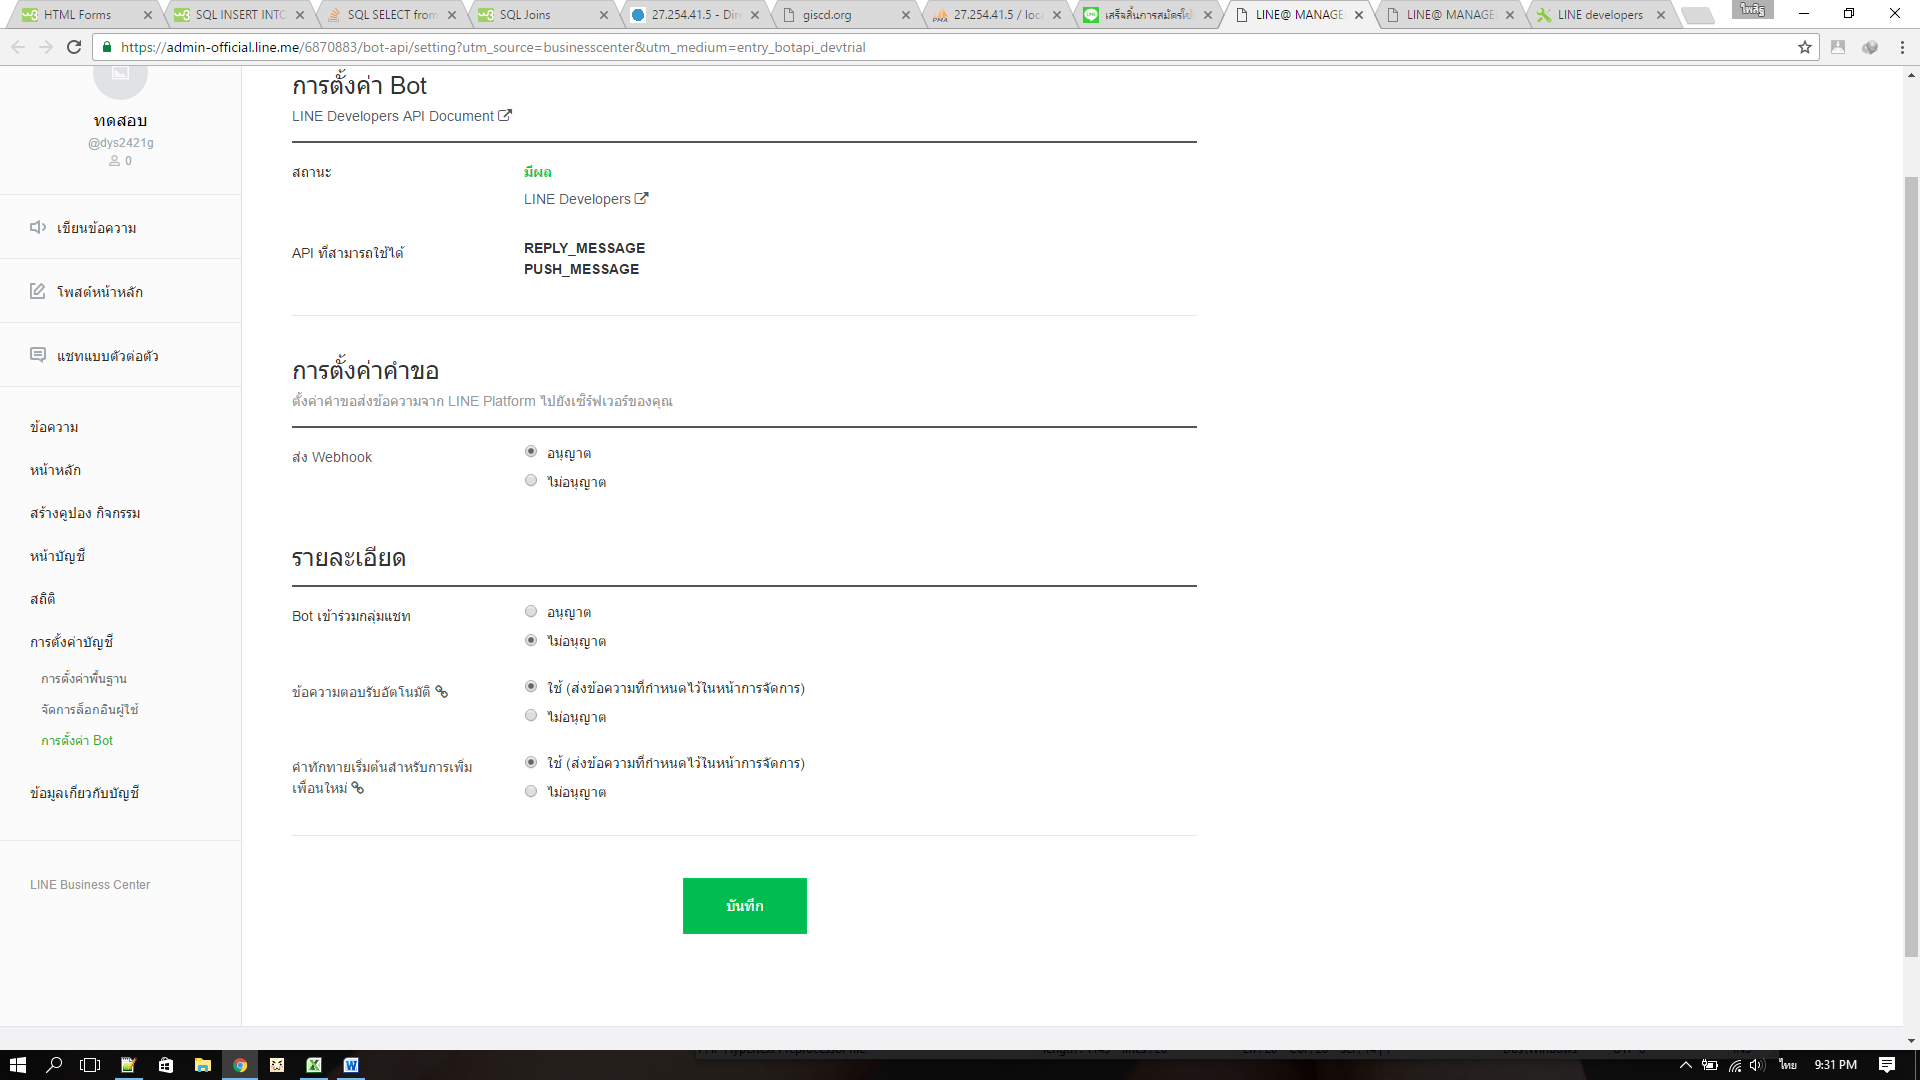 HTML Forms
SQL INSERT INTO
SQL SELECT from
SQL Joins
27.254.41.5 - Dire
giscd.org
27.254.41.5 / loca
เสร็จสิ้นการสมัครใช้
LINE@ MANAGE
LINE@ MANAGE
LINE developers
ไพสิฐ
https://admin-official.line.me/6870883/bot-api/setting?utm_source=businesscenter&utm_medium=entry_botapi_devtrial
ทดสอบ
@dys2421g
0
เขียนข้อความ
โพสต์หน้าหลัก
แชทแบบตัวต่อตัว
ข้อความ
หน้าหลัก
สร้างคูปอง กิจกรรม
หน้าบัญชี
สถิติ
การตั้งค่าบัญชี
การตั้งค่าพื้นฐาน
จัดการล็อกอินผู้ใช้
การตั้งค่า Bot
ข้อมูลเกี่ยวกับบัญชี
LINE Business Center
การตั้งค่า Bot
LINE Developers API Document
สถานะ
มีผล
LINE Developers
API ที่สามารถใช้ได้
REPLY_MESSAGE
PUSH_MESSAGE
การตั้งค่าคำขอ
ตั้งค่าคำขอส่งข้อความจาก LINE Platform ไปยังเซิร์ฟเวอร์ของคุณ
ส่ง Webhook
อนุญาต
ไม่อนุญาต
รายละเอียด
Bot เข้าร่วมกลุ่มแชท
อนุญาต
ไม่อนุญาต
ข้อความตอบรับอัตโนมัติ
ใช้ (ส่งข้อความที่กำหนดไว้ในหน้าการจัดการ)
ไม่อนุญาต
คำทักทายเริ่มต้นสำหรับการเพิ่ม
เพื่อนใหม่
ใช้ (ส่งข้อความที่กำหนดไว้ในหน้าการจัดการ)
ไม่อนุญาต
บันทึก
ไทย
9:31 PM